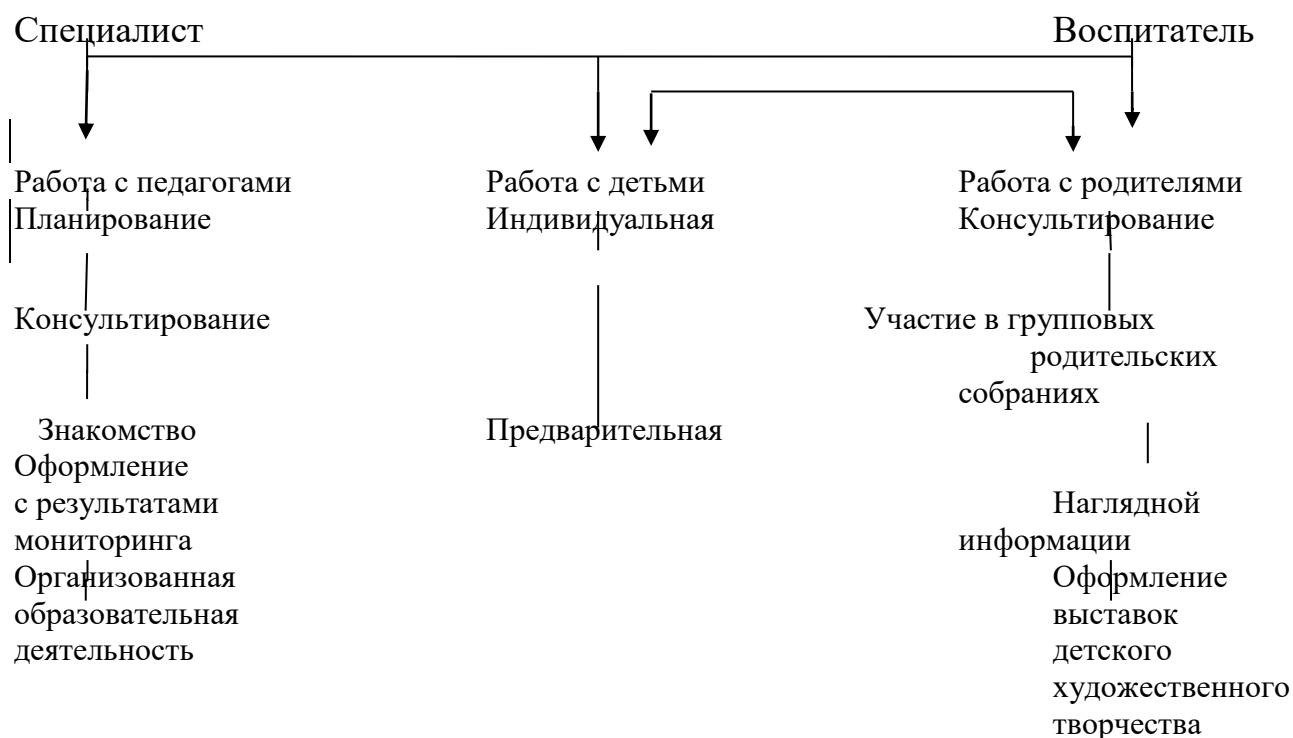 Специалист Воспитатель
Работа с педагогами Работа с детьми Работа с родителями
Планирование Индивидуальная Консультирование
Консультирование Участие в групповых
родительских
собраниях
Знакомство Предварительная
Оформление
с результатами Наглядной
мониторинга информации
Организованная Оформление
образовательная выставок
деятельность детского
художественного
творчества